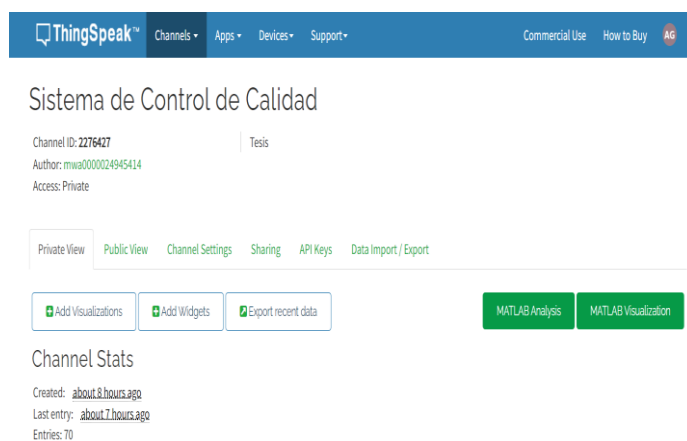 ThingSpeak™ Channels Apps Devices Support Commercial Use How to Buy AG
Sistema de Control de Calidad
Channel ID: 2276427 Tesis
Author: mwa0000024945414
Access: Private
Private View Public View Channel Settings Sharing API Keys Data Import / Export
Add Visualizations Add Widgets Export recent data MATLAB Analysis MATLAB Visualization
Channel Stats
Created: about 8 hours ago
Last entry: about 7 hours ago
Entries: 70